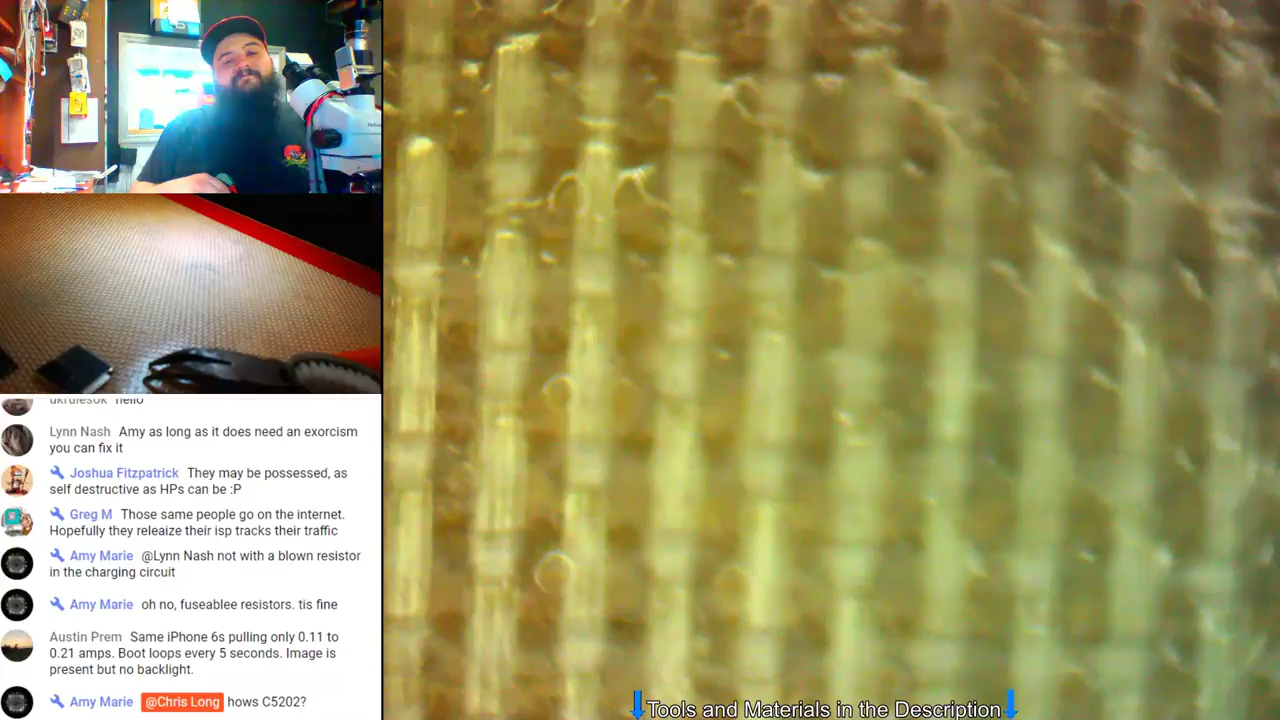 ukrulesok hello
Lynn Nash Amy as long as it does need an exorcism
you can fix it
Joshua Fitzpatrick They may be possessed, as
self destructive as HPs can be :P
Greg M Those same people go on the internet.
Hopefully they releaize their isp tracks their traffic
Amy Marie @Lynn Nash not with a blown resistor
in the charging circuit
Amy Marie oh no, fuseablee resistors. tis fine
Austin Prem Same iPhone 6s pulling only 0.11 to
0.21 amps. Boot loops every 5 seconds. Image is
present but no backlight.
Amy Marie @Chris Long hows C5202?
Tools and Materials in the Description